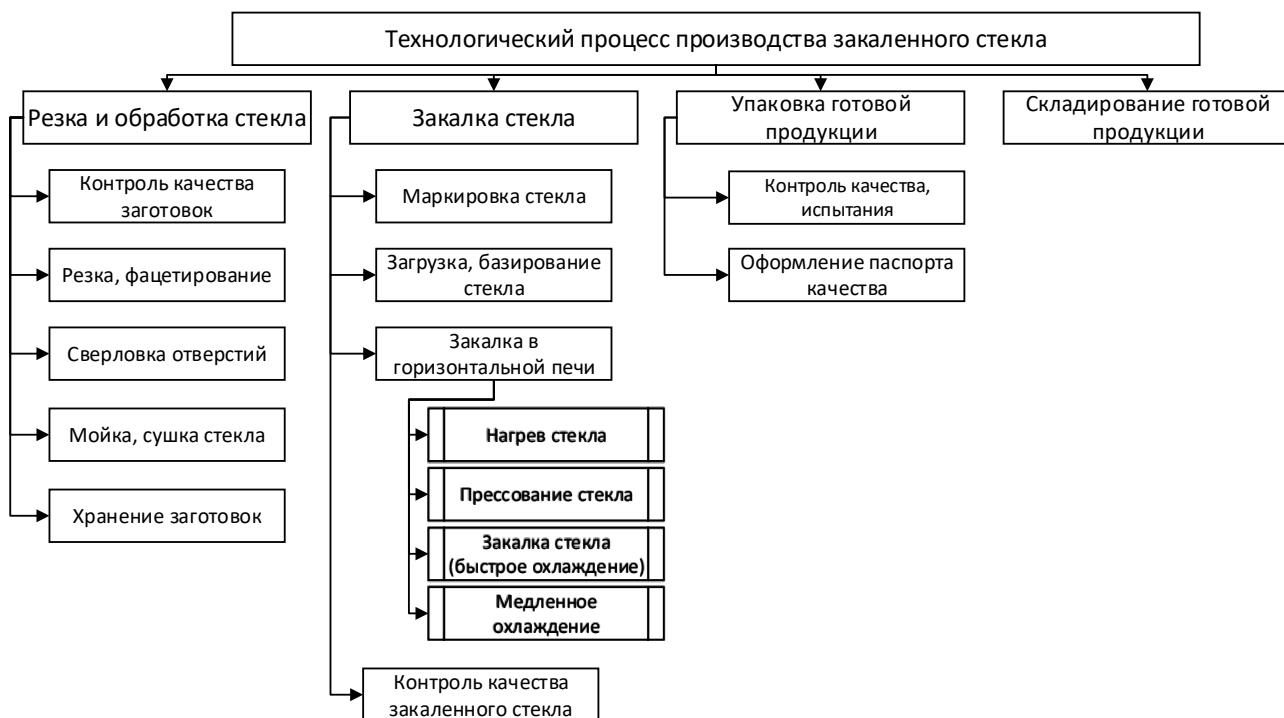 Технологический процесс производства закаленного стекла
Резка и обработка стекла
Контроль качества
заготовок
Резка, фацетирование
Сверловка отверстий
Мойка, сушка стекла
Хранение заготовок
Закалка стекла
Маркировка стекла
Загрузка, базирование
стекла
Закалка в
горизонтальной печи
Нагрев стекла
Прессование стекла
Закалка стекла
(быстрое охлаждение)
Медленное
охлаждение
Контроль качества
закаленного стекла
Упаковка готовой
продукции
Контроль качества,
испытания
Оформление паспорта
качества
Складирование готовой
продукции